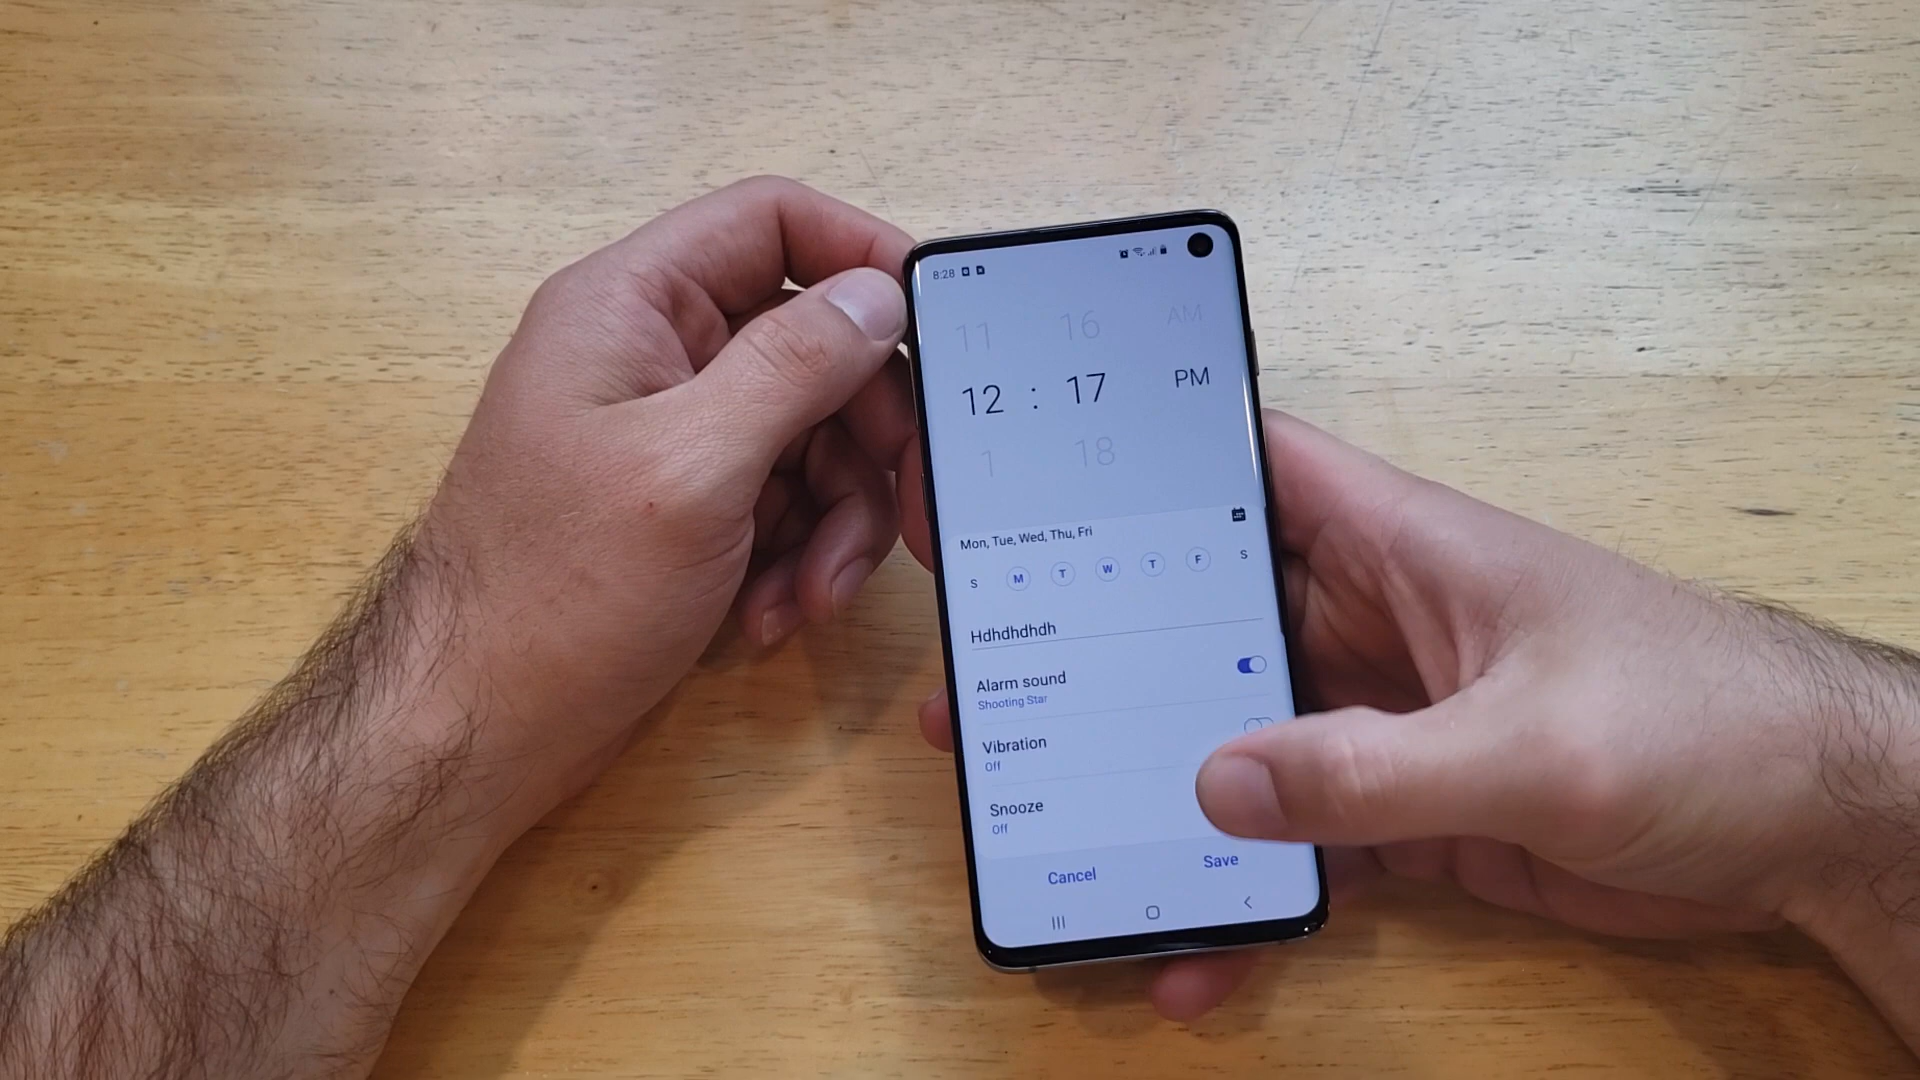 8:28
11 16 AM
12 : 17 PM
1 18
Mon, Tue, Wed, Thu, Fri
S M T W T F S
Hdhdhdhdh
Alarm sound
Shooting Star
Vibration
Off
Snooze
Off
Cancel Save